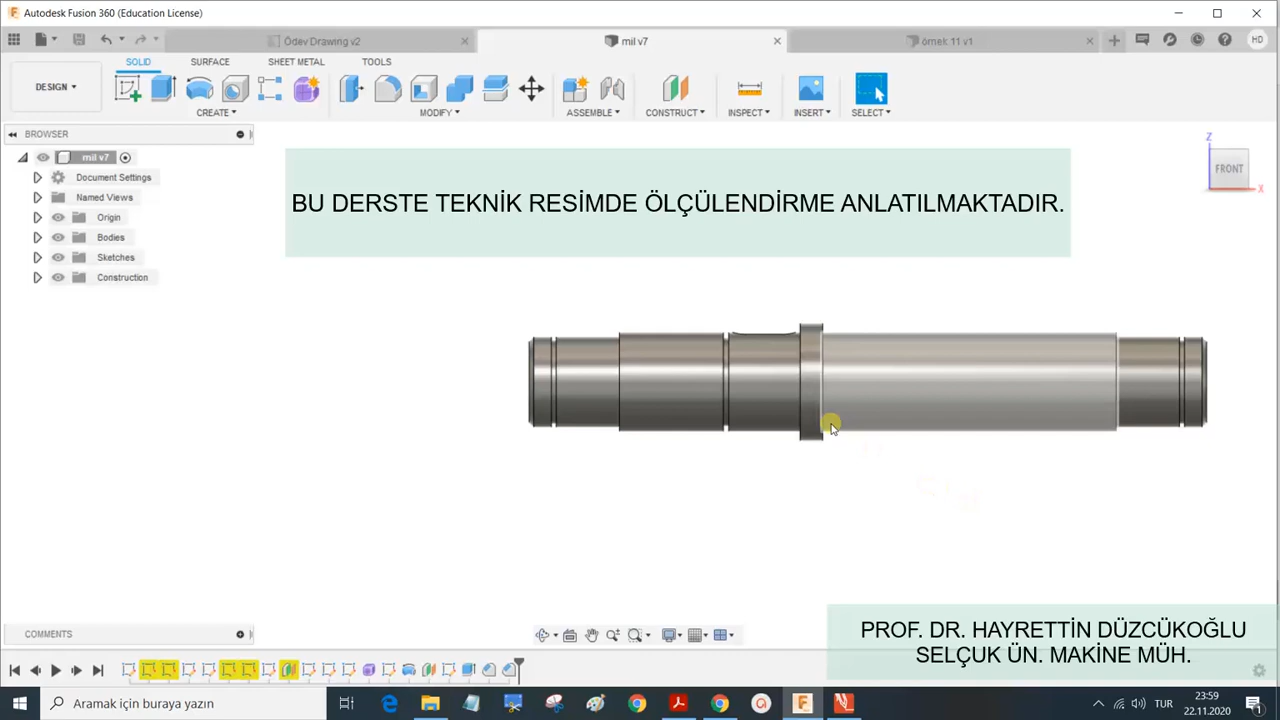 Autodesk Fusion 360 (Education License)
Ödev Drawing v2
mil v7
örnek 11 v1
HD
DESIGN
SOLID
SURFACE
SHEET METAL
TOOLS
CREATE
MODIFY
ASSEMBLE
CONSTRUCT
INSPECT
INSERT
SELECT
BROWSER
mil v7
Document Settings
Named Views
Origin
Bodies
Sketches
Construction
BU DERSTE TEKNİK RESİMDE ÖLÇÜLENDİRME ANLATILMAKTADIR.
Z
FRONT
X
COMMENTS
PROF. DR. HAYRETTİN DÜZCÜKOĞLU
SELÇUK ÜN. MAKİNE MÜH.
Aramak için buraya yazın
TUR
23:59
22.11.2020